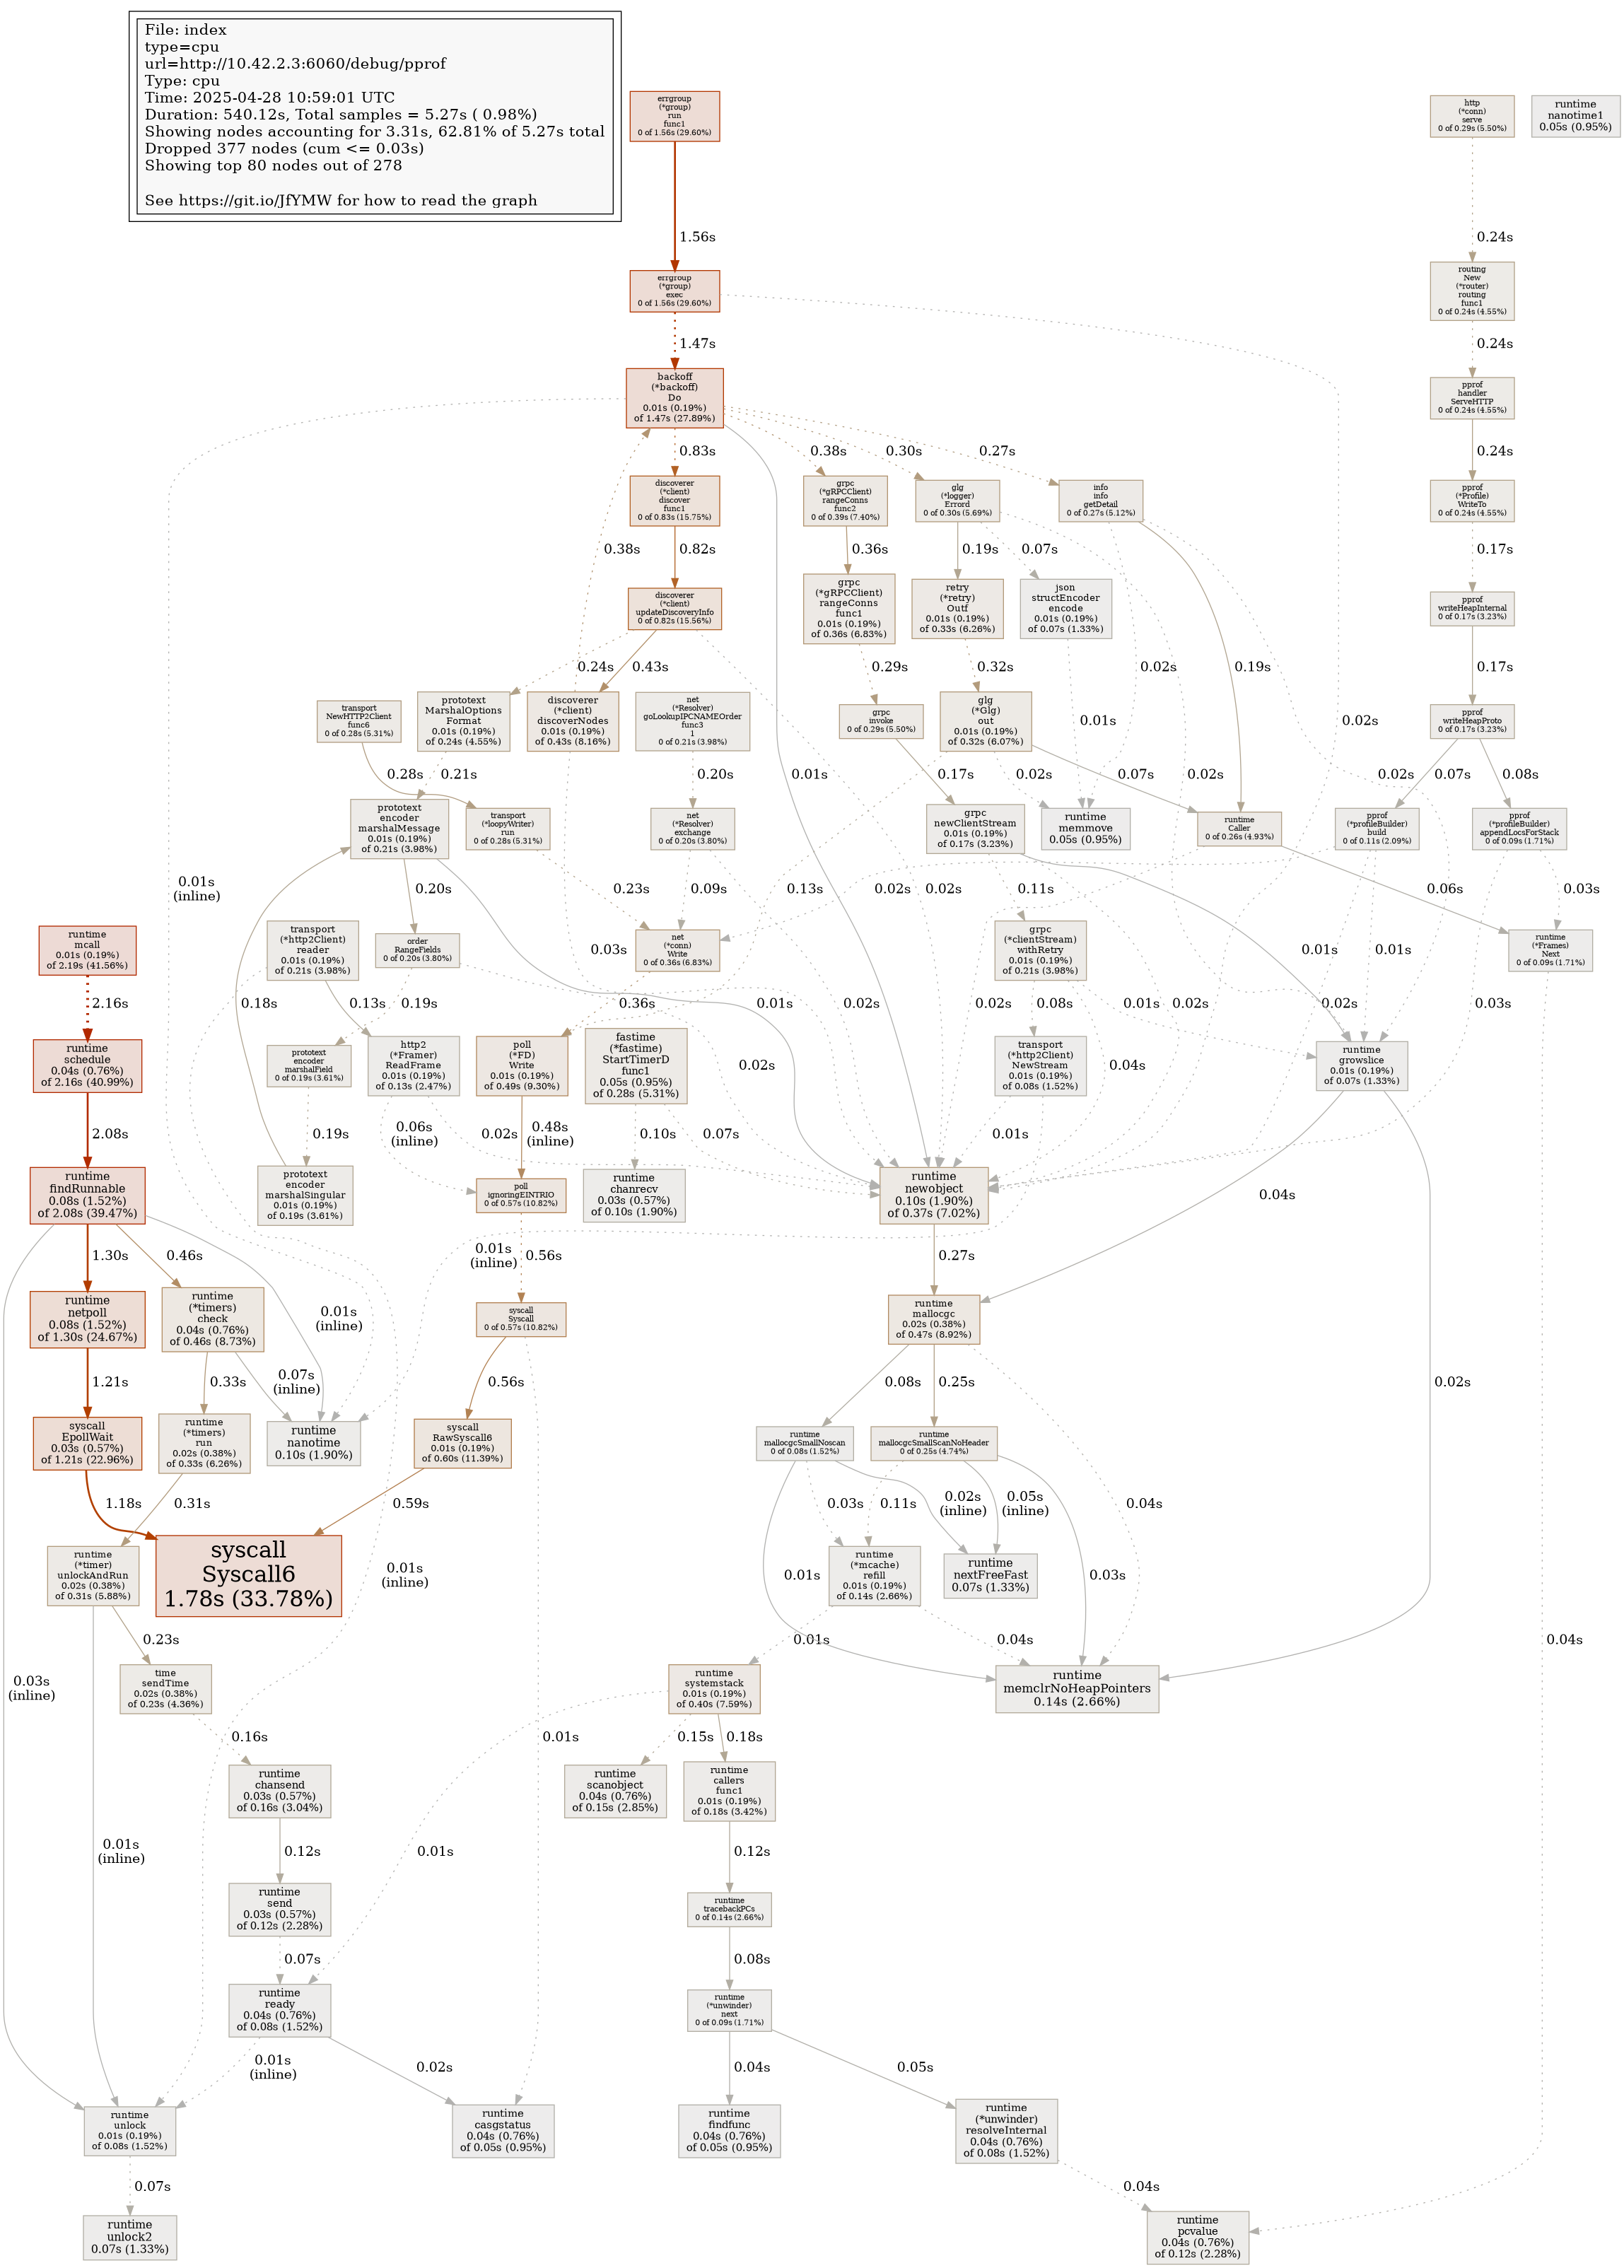 File: index
type=cpu
url=http://10.42.2.3:6060/debug/pprof
Type: cpu
Time: 2025-04-28 10:59:01 UTC
Duration: 540.12s, Total samples = 5.27s ( 0.98%)
Showing nodes accounting for 3.31s, 62.81% of 5.27s total
Dropped 377 nodes (cum <= 0.03s)
Showing top 80 nodes out of 278
See https://git.io/JfYMW for how to read the graph
errgroup
(*group)
run
func1
0 of 1.56s (29.60%)
http
(*conn)
serve
0 of 0.29s (5.50%)
runtime
nanotime1
0.05s (0.95%)
1.56s
0.24s
errgroup
(*group)
exec
0 of 1.56s (29.60%)
routing
New
(*router)
routing
func1
0 of 0.24s (4.55%)
1.47s
0.24s
backoff
(*backoff)
Do
0.01s (0.19%)
of 1.47s (27.89%)
pprof
handler
ServeHTTP
0 of 0.24s (4.55%)
0.83s
0.38s
0.30s
0.27s
0.24s
discoverer
(*client)
discover
func1
0 of 0.83s (15.75%)
grpc
(*gRPCClient)
rangeConns
func2
0 of 0.39s (7.40%)
glg
(*logger)
Errord
0 of 0.30s (5.69%)
info
info
getDetail
0 of 0.27s (5.12%)
pprof
(*Profile)
WriteTo
0 of 0.24s (4.55%)
0.38s
0.82s
0.36s
0.19s
0.07s
0.17s
discoverer
(*client)
updateDiscoveryInfo
0 of 0.82s (15.56%)
grpc
(*gRPCClient)
rangeConns
func1
0.01s (0.19%)
of 0.36s (6.83%)
retry
(*retry)
Outf
0.01s (0.19%)
of 0.33s (6.26%)
json
structEncoder
encode
0.01s (0.19%)
of 0.07s (1.33%)
pprof
writeHeapInternal
0 of 0.17s (3.23%)
0.24s
0.43s
0.29s
0.32s
0.02s
0.19s
0.17s
transport
NewHTTP2Client
func6
0 of 0.28s (5.31%)
prototext
MarshalOptions
Format
0.01s (0.19%)
of 0.24s (4.55%)
discoverer
(*client)
discoverNodes
0.01s (0.19%)
of 0.43s (8.16%)
net
(*Resolver)
goLookupIPCNAMEOrder
func3
1
0 of 0.21s (3.98%)
grpc
invoke
0 of 0.29s (5.50%)
glg
(*Glg)
out
0.01s (0.19%)
of 0.32s (6.07%)
0.01s
0.02s
pprof
writeHeapProto
0 of 0.17s (3.23%)
0.28s
0.21s
0.20s
0.01s
0.17s
0.02s
0.07s
0.02s
0.02s
0.07s
0.08s
prototext
encoder
marshalMessage
0.01s (0.19%)
of 0.21s (3.98%)
transport
(*loopyWriter)
run
0 of 0.28s (5.31%)
net
(*Resolver)
exchange
0 of 0.20s (3.80%)
grpc
newClientStream
0.01s (0.19%)
of 0.17s (3.23%)
runtime
memmove
0.05s (0.95%)
runtime
Caller
0 of 0.26s (4.93%)
pprof
(*profileBuilder)
build
0 of 0.11s (2.09%)
pprof
(*profileBuilder)
appendLocsForStack
0 of 0.09s (1.71%)
0.01s
(inline)
0.20s
0.23s
0.09s
0.13s
0.02s
0.02s
0.11s
0.06s
0.03s
runtime
mcall
0.01s (0.19%)
of 2.19s (41.56%)
transport
(*http2Client)
reader
0.01s (0.19%)
of 0.21s (3.98%)
order
RangeFields
0 of 0.20s (3.80%)
net
(*conn)
Write
0 of 0.36s (6.83%)
grpc
(*clientStream)
withRetry
0.01s (0.19%)
of 0.21s (3.98%)
runtime
(*Frames)
Next
0 of 0.09s (1.71%)
0.03s
0.01s
0.01s
2.16s
0.18s
0.13s
0.19s
0.36s
0.01s
0.02s
0.02s
0.08s
0.01s
0.02s
0.02s
0.03s
runtime
schedule
0.04s (0.76%)
of 2.16s (40.99%)
prototext
encoder
marshalField
0 of 0.19s (3.61%)
http2
(*Framer)
ReadFrame
0.01s (0.19%)
of 0.13s (2.47%)
poll
(*FD)
Write
0.01s (0.19%)
of 0.49s (9.30%)
fastime
(*fastime)
StartTimerD
func1
0.05s (0.95%)
of 0.28s (5.31%)
transport
(*http2Client)
NewStream
0.01s (0.19%)
of 0.08s (1.52%)
runtime
growslice
0.01s (0.19%)
of 0.07s (1.33%)
0.02s
0.04s
2.08s
0.19s
0.06s
(inline)
0.02s
0.48s
(inline)
0.10s
0.07s
0.01s
runtime
findRunnable
0.08s (1.52%)
of 2.08s (39.47%)
prototext
encoder
marshalSingular
0.01s (0.19%)
of 0.19s (3.61%)
poll
ignoringEINTRIO
0 of 0.57s (10.82%)
runtime
chanrecv
0.03s (0.57%)
of 0.10s (1.90%)
runtime
newobject
0.10s (1.90%)
of 0.37s (7.02%)
0.04s
1.30s
0.46s
0.01s
(inline)
0.56s
0.27s
runtime
netpoll
0.08s (1.52%)
of 1.30s (24.67%)
runtime
(*timers)
check
0.04s (0.76%)
of 0.46s (8.73%)
0.01s
(inline)
syscall
Syscall
0 of 0.57s (10.82%)
runtime
mallocgc
0.02s (0.38%)
of 0.47s (8.92%)
1.21s
0.33s
0.07s
(inline)
0.56s
0.08s
0.25s
0.02s
syscall
EpollWait
0.03s (0.57%)
of 1.21s (22.96%)
runtime
(*timers)
run
0.02s (0.38%)
of 0.33s (6.26%)
runtime
nanotime
0.10s (1.90%)
syscall
RawSyscall6
0.01s (0.19%)
of 0.60s (11.39%)
runtime
mallocgcSmallNoscan
0 of 0.08s (1.52%)
runtime
mallocgcSmallScanNoHeader
0 of 0.25s (4.74%)
1.18s
0.31s
0.59s
0.03s
0.11s
0.02s
(inline)
0.05s
(inline)
0.04s
runtime
(*timer)
unlockAndRun
0.02s (0.38%)
of 0.31s (5.88%)
syscall
Syscall6
1.78s (33.78%)
0.01s
(inline)
0.01s
runtime
(*mcache)
refill
0.01s (0.19%)
of 0.14s (2.66%)
runtime
nextFreeFast
0.07s (1.33%)
0.03s
0.03s
(inline)
0.23s
0.01s
0.04s
0.04s
time
sendTime
0.02s (0.38%)
of 0.23s (4.36%)
runtime
systemstack
0.01s (0.19%)
of 0.40s (7.59%)
runtime
memclrNoHeapPointers
0.14s (2.66%)
0.16s
0.01s
0.15s
0.18s
runtime
chansend
0.03s (0.57%)
of 0.16s (3.04%)
runtime
scanobject
0.04s (0.76%)
of 0.15s (2.85%)
runtime
callers
func1
0.01s (0.19%)
of 0.18s (3.42%)
0.01s
(inline)
0.12s
0.01s
0.12s
runtime
send
0.03s (0.57%)
of 0.12s (2.28%)
runtime
tracebackPCs
0 of 0.14s (2.66%)
0.07s
0.08s
runtime
ready
0.04s (0.76%)
of 0.08s (1.52%)
runtime
(*unwinder)
next
0 of 0.09s (1.71%)
0.01s
(inline)
0.02s
0.04s
0.05s
runtime
unlock
0.01s (0.19%)
of 0.08s (1.52%)
runtime
casgstatus
0.04s (0.76%)
of 0.05s (0.95%)
runtime
findfunc
0.04s (0.76%)
of 0.05s (0.95%)
runtime
(*unwinder)
resolveInternal
0.04s (0.76%)
of 0.08s (1.52%)
0.07s
0.04s
runtime
unlock2
0.07s (1.33%)
runtime
pcvalue
0.04s (0.76%)
of 0.12s (2.28%)